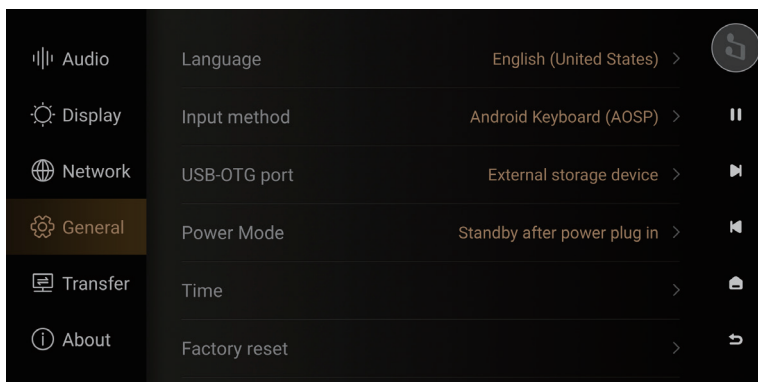 Audio
Display
Network
General
Transfer
About
Language English (United States)
Input method Android Keyboard (AOSP)
USB-OTG port External storage device
Power Mode Standby after power plug in
Time
Factory reset